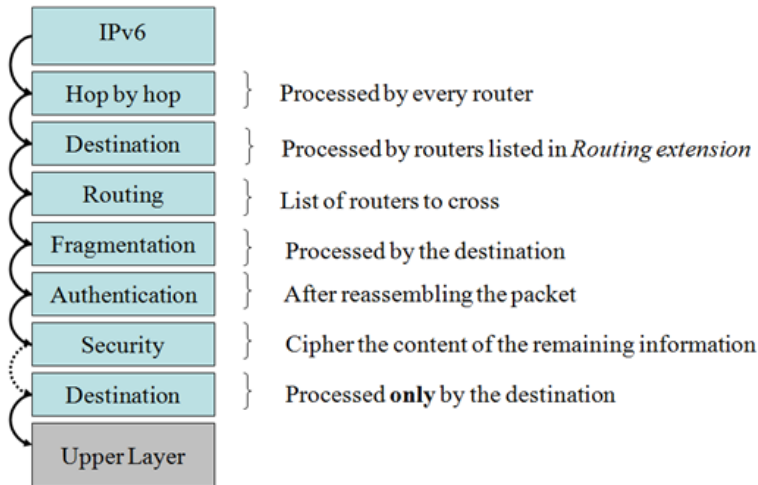 IPv6
Hop by hop
Processed by every router
Destination
Processed by routers listed in Routing extension
Routing
List of routers to cross
Fragmentation
Processed by the destination
Authentication
After reassembling the packet
Security
Cipher the content of the remaining information
Destination
Processed only by the destination
Upper Layer